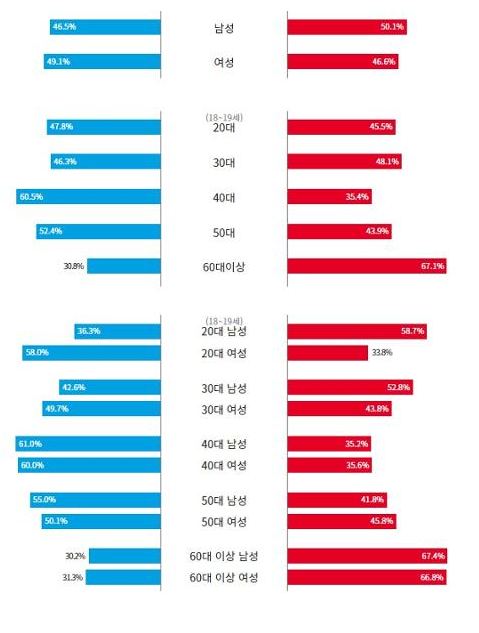 46.5% 남성 50.1%
49.1% 여성 46.6%
(18~19세)
47.8% 20대 45.5%
46.3% 30대 48.1%
60.5% 40대 35.4%
52.4% 50대 43.9%
30.8% 60대이상 67.1%
(18~19세)
36.3% 20대 남성 58.7%
58.0% 20대 여성 33.8%
42.6% 30대 남성 52.8%
49.7% 30대 여성 43.8%
61.0% 40대 남성 35.2%
60.0% 40대 여성 35.6%
55.0% 50대 남성 41.8%
50.1% 50대 여성 45.8%
30.2% 60대 이상 남성 67.4%
31.3% 60대 이상 여성 66.8%